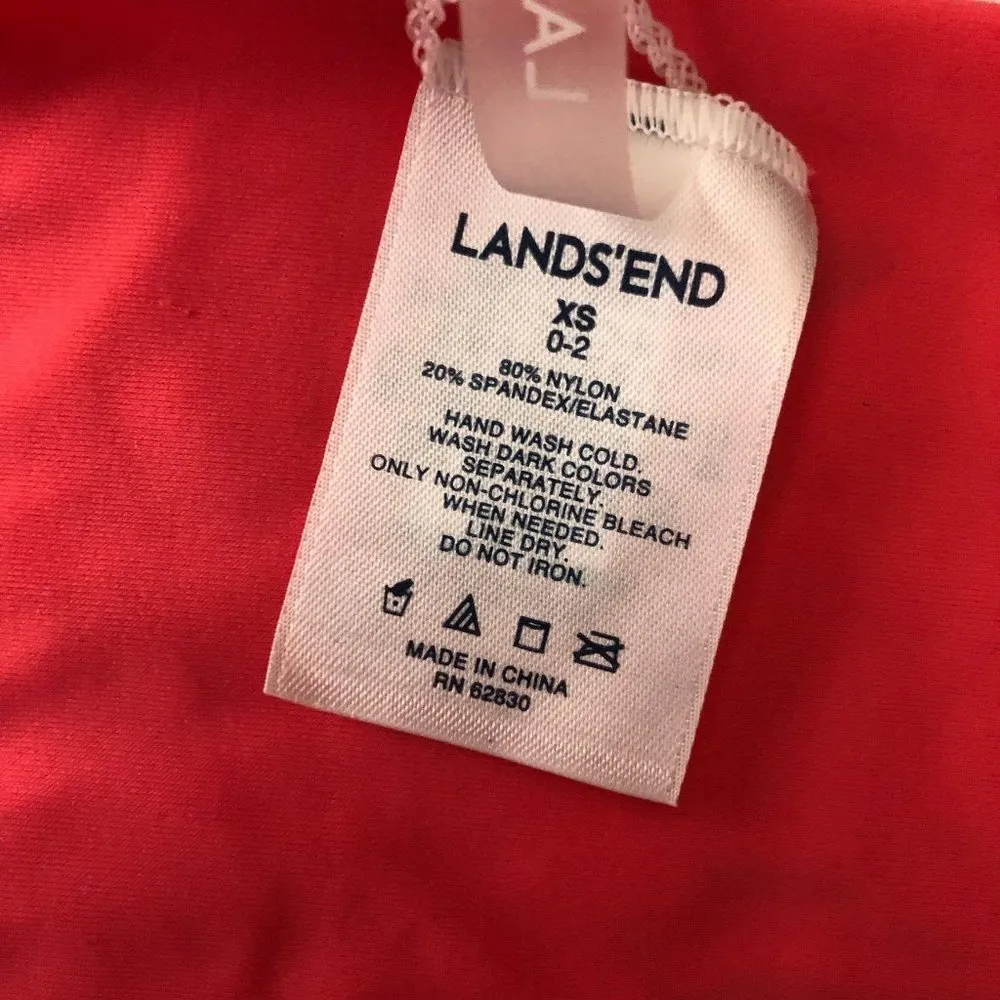 LA
LANDS'END
XS
0-2
80% NYLON
20% SPANDEX/ELASTANE
HAND WASH COLD.
WASH DARK COLORS
SEPARATELY.
ONLY NON-CHLORINE BLEACH
WHEN NEEDED.
LINE DRY.
DO NOT IRON.
MADE IN CHINA
RN 62830